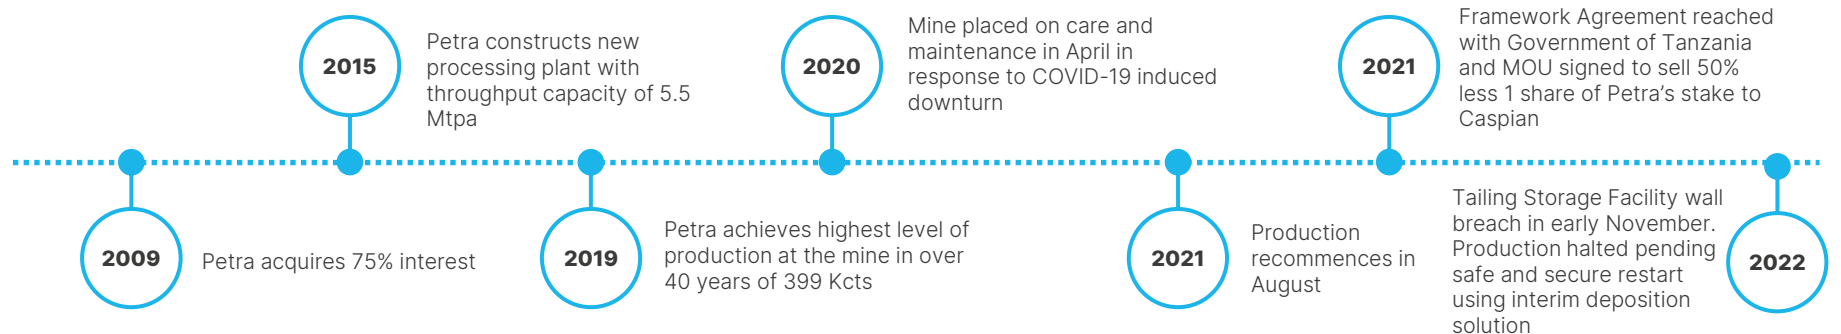 2009
Petra acquires 75% interest
2015
Petra constructs new
processing plant with
throughput capacity of 5.5
Mtpa
2019
Petra achieves highest level of
production at the mine in over
40 years of 399 Kcts
2020
Mine placed on care and
maintenance in April in
response to COVID-19 induced
downturn
2021
Production
recommences in
August
2021
Framework Agreement reached
with Government of Tanzania
and MOU signed to sell 50%
less 1 share of Petra’s stake to
Caspian
2022
Tailing Storage Facility wall
breach in early November.
Production halted pending
safe and secure restart
using interim deposition
solution